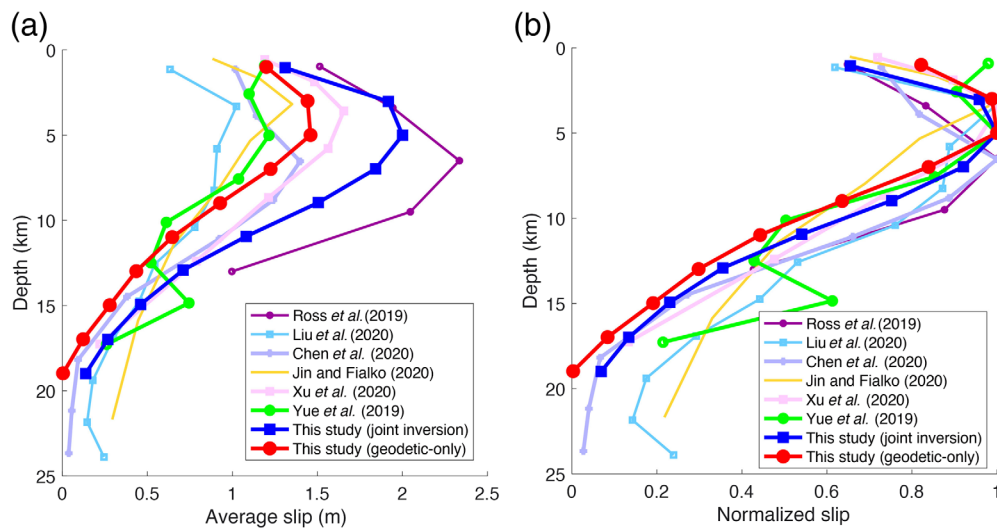 (a)
0
5
10
15
20
25
Depth (km)
0
0.5
1
1.5
2
2.5
Average slip (m)
Ross et al.(2019)
Liu et al. (2020)
Chen et al. (2020)
Jin and Fialko (2020)
Xu et al. (2020)
Yue et al. (2019)
This study (joint inversion)
This study (geodetic-only)
(b)
0
5
10
15
20
25
Depth (km)
0
0.2
0.4
0.6
0.8
1
Normalized slip
Ross et al.(2019)
Liu et al. (2020)
Chen et al. (2020)
Jin and Fialko (2020)
Xu et al. (2020)
Yue et al. (2019)
This study (joint inversion)
This study (geodetic-only)